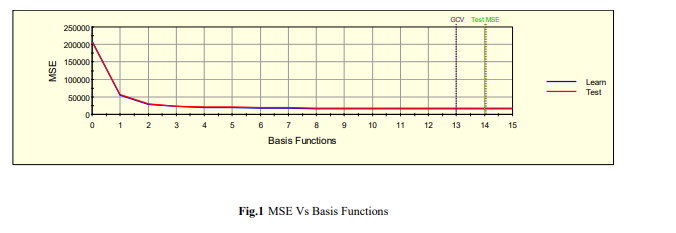 GCV Test MSE
250000
200000
150000
100000
50000
0
MSE
0 1 2 3 4 5 6 7 8 9 10 11 12 13 14 15
Basis Functions
Learn
Test
Fig.1 MSE Vs Basis Functions